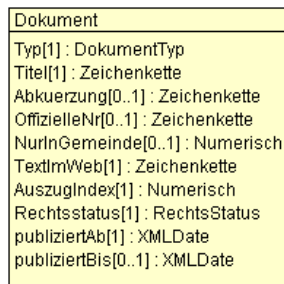 Dokument
Typ[1] : DokumentTyp
Titel[1] : Zeichenkette
Abkuerzung[0..1] : Zeichenkette
OffizielleNr[0..1] : Zeichenkette
NurInGemeinde[0..1] : Numerisch
TextImWeb[1] : Zeichenkette
AuszugIndex[1] : Numerisch
Rechtsstatus[1] : RechtsStatus
publiziertAb[1] : XMLDate
publiziertBis[0..1] : XMLDate